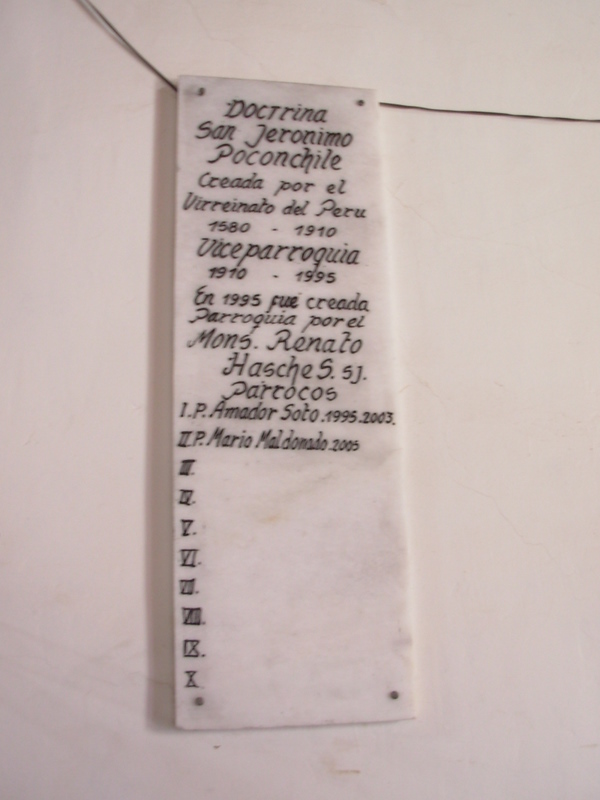 Doctrina
San Jeronimo
Poconchile
Creada por el
Virreinato del Peru
1580 - 1910
Viceparroquia
1910 - 1995
En 1995 fué creada
Parroquia por el
Mons. Renato
Hasche S. sj.
Párrocos
I.P. Amador Soto.1995.2003.
II.P. Mario Maldonado.2005
III.
IV.
V.
VI.
VII.
VIII.
IX.
X